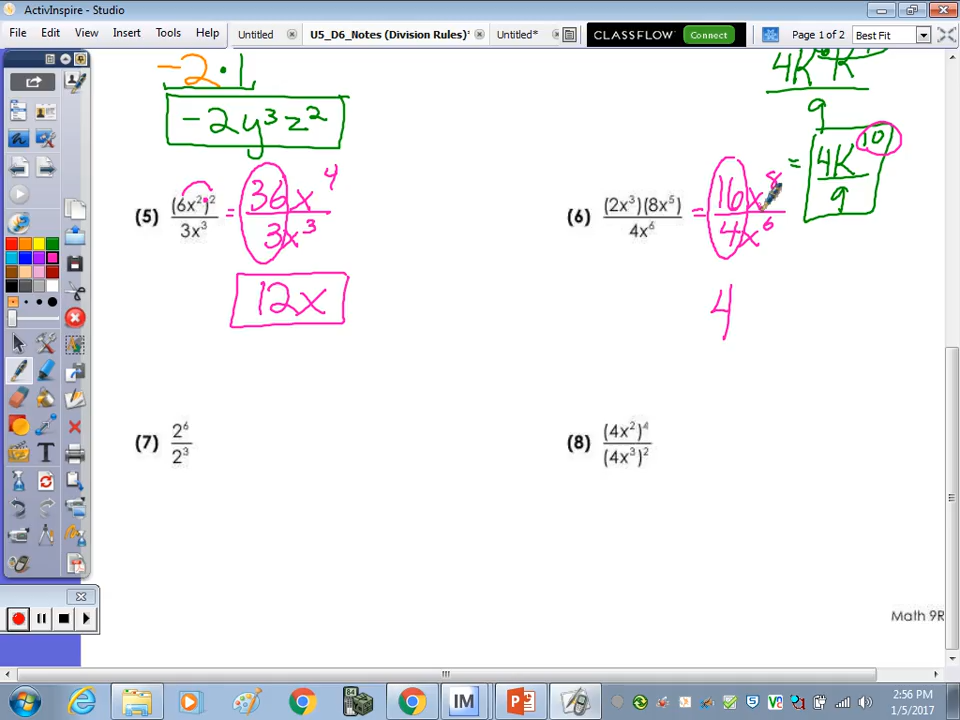 ActivInspire - Studio
File Edit View Insert Tools Help
Untitled
U5_D6_Notes (Division Rules)*
Untitled*
CLASSFLOW Connect
Page 1 of 2
Best Fit
-2 · 1
-2y³z²
9
= 4K¹⁰ / 9
(5) (6x²)² / 3x³ = 36x⁴ / 3x³
12x
(6) (2x³)(8x⁵) / 4x⁶ = 16x⁸ / 4x⁶
4
(7) 2⁶ / 2³
(8) (4x²)⁴ / (4x³)²
Math 9R
IM
2:56 PM
1/5/2017